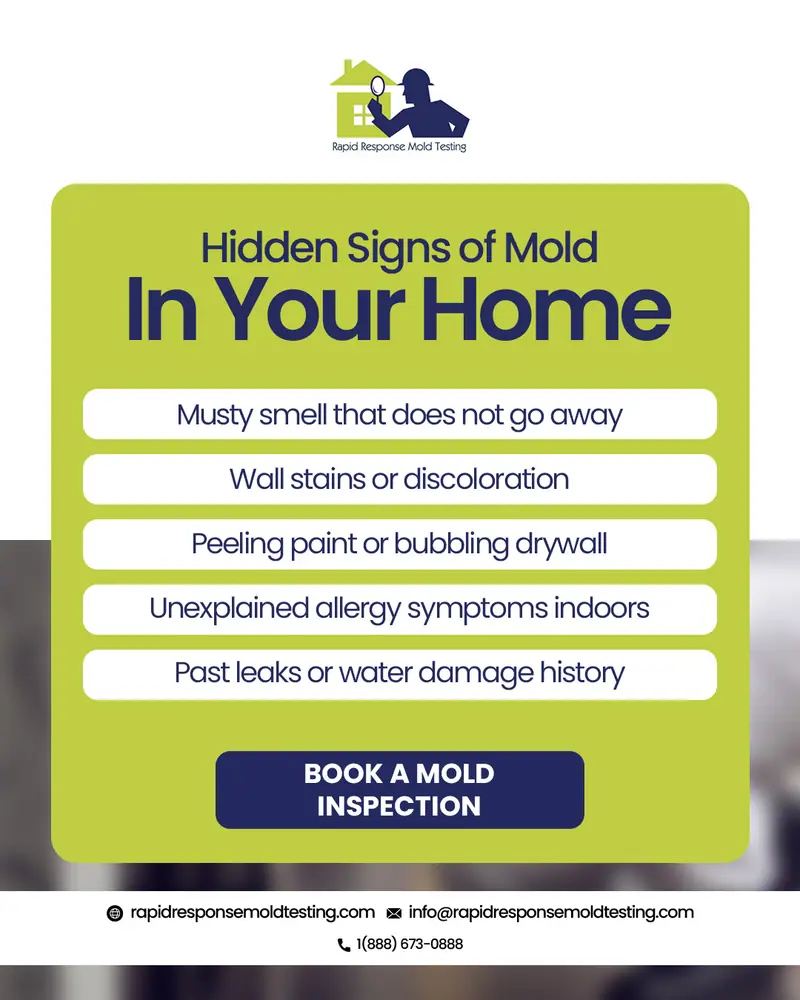 Rapid Response Mold Testing
Hidden Signs of Mold
In Your Home
Musty smell that does not go away
Wall stains or discoloration
Peeling paint or bubbling drywall
Unexplained allergy symptoms indoors
Past leaks or water damage history
BOOK A MOLD
INSPECTION
rapidresponsemoldtesting.com info@rapidresponsemoldtesting.com
1(888) 673-0888